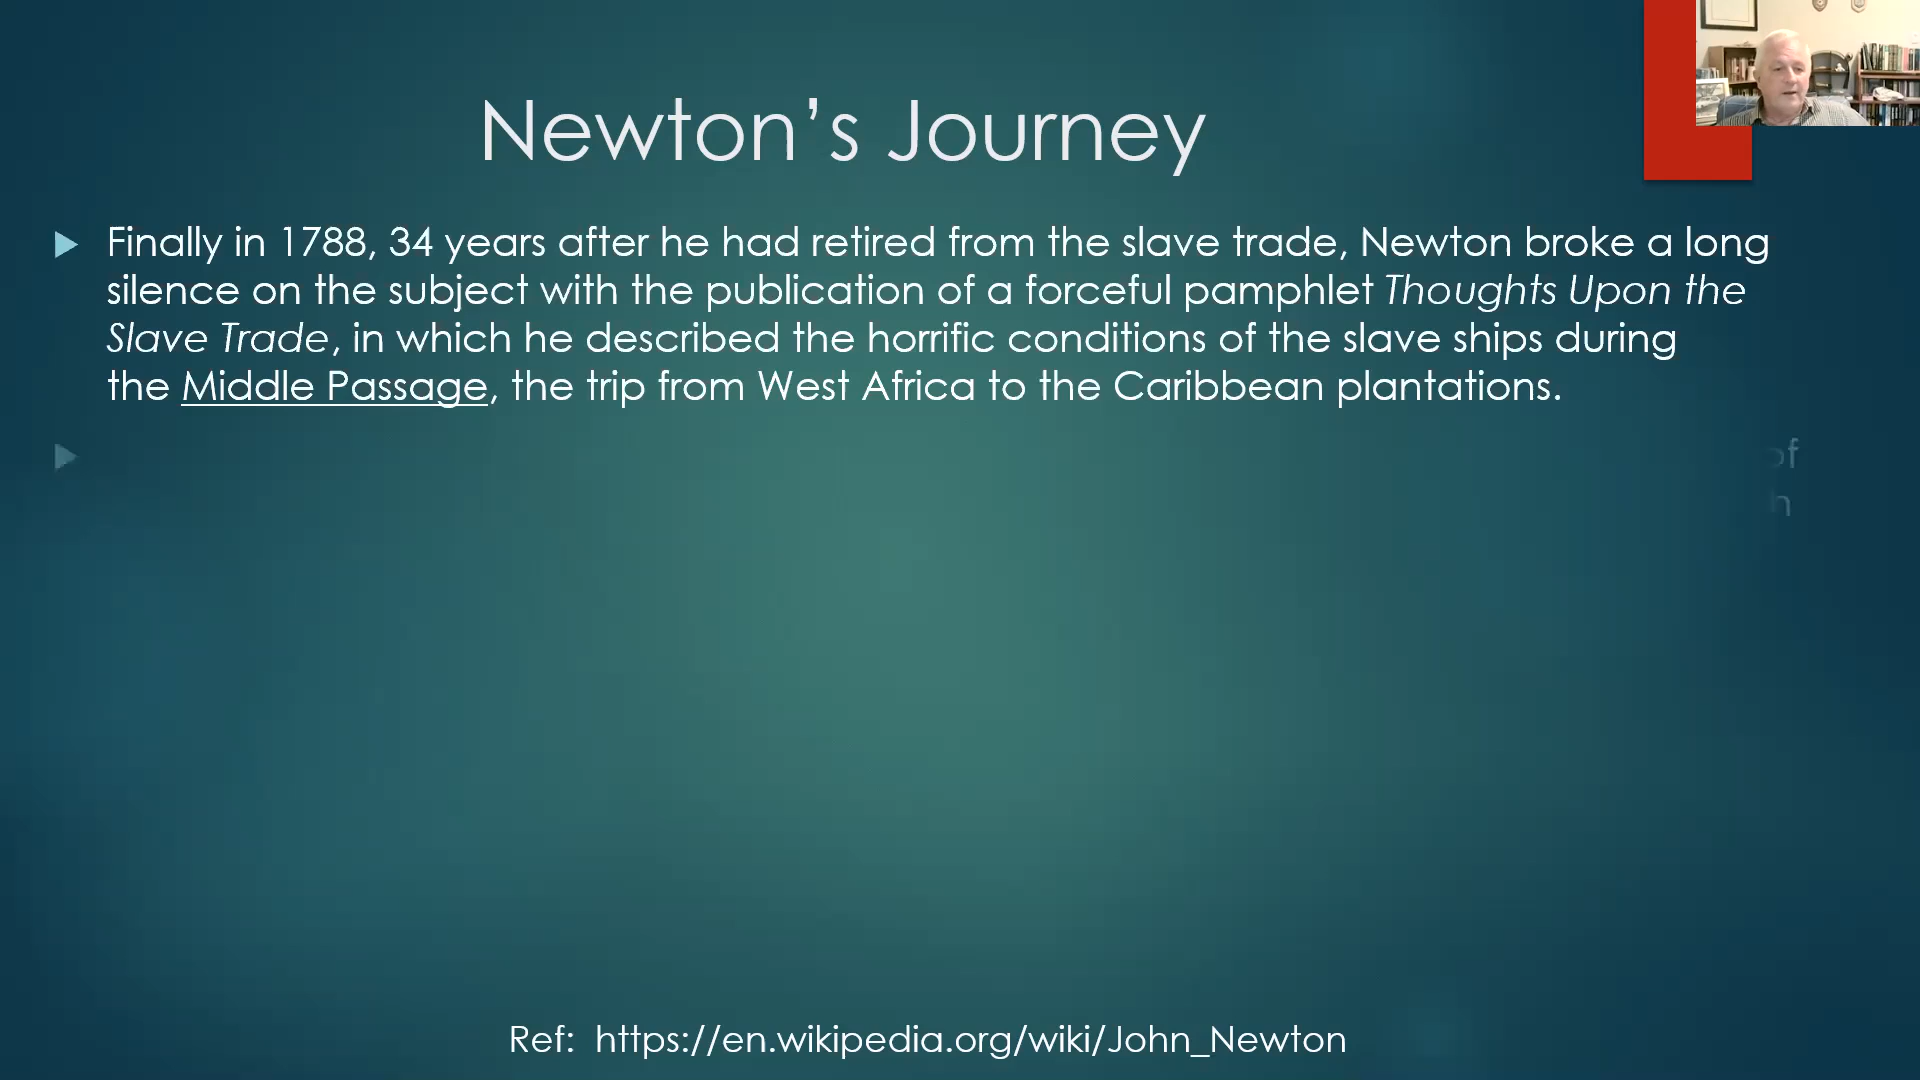 Newton’s Journey
Finally in 1788, 34 years after he had retired from the slave trade, Newton broke a long
silence on the subject with the publication of a forceful pamphlet Thoughts Upon the
Slave Trade, in which he described the horrific conditions of the slave ships during
the Middle Passage, the trip from West Africa to the Caribbean plantations.
of
Ref: https://en.wikipedia.org/wiki/John_Newton